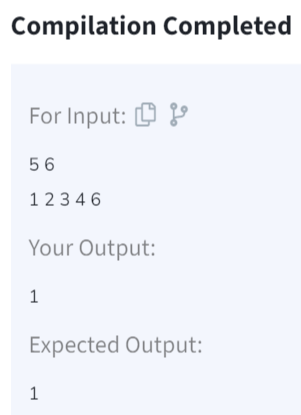 Compilation Completed
For Input:
5 6
1 2 3 4 6
Your Output:
1
Expected Output:
1